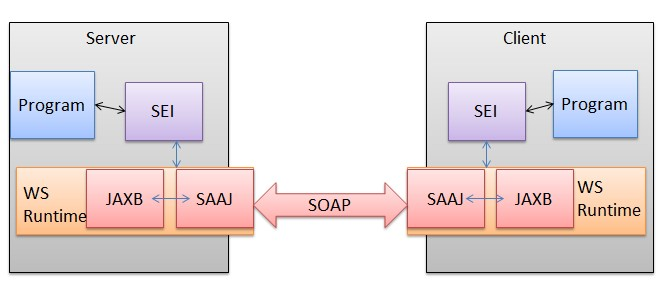 Server
Client
Program
SEI
SEI
Program
WS
Runtime
JAXB
SAAJ
SOAP
SAAJ
JAXB
WS
Runtime